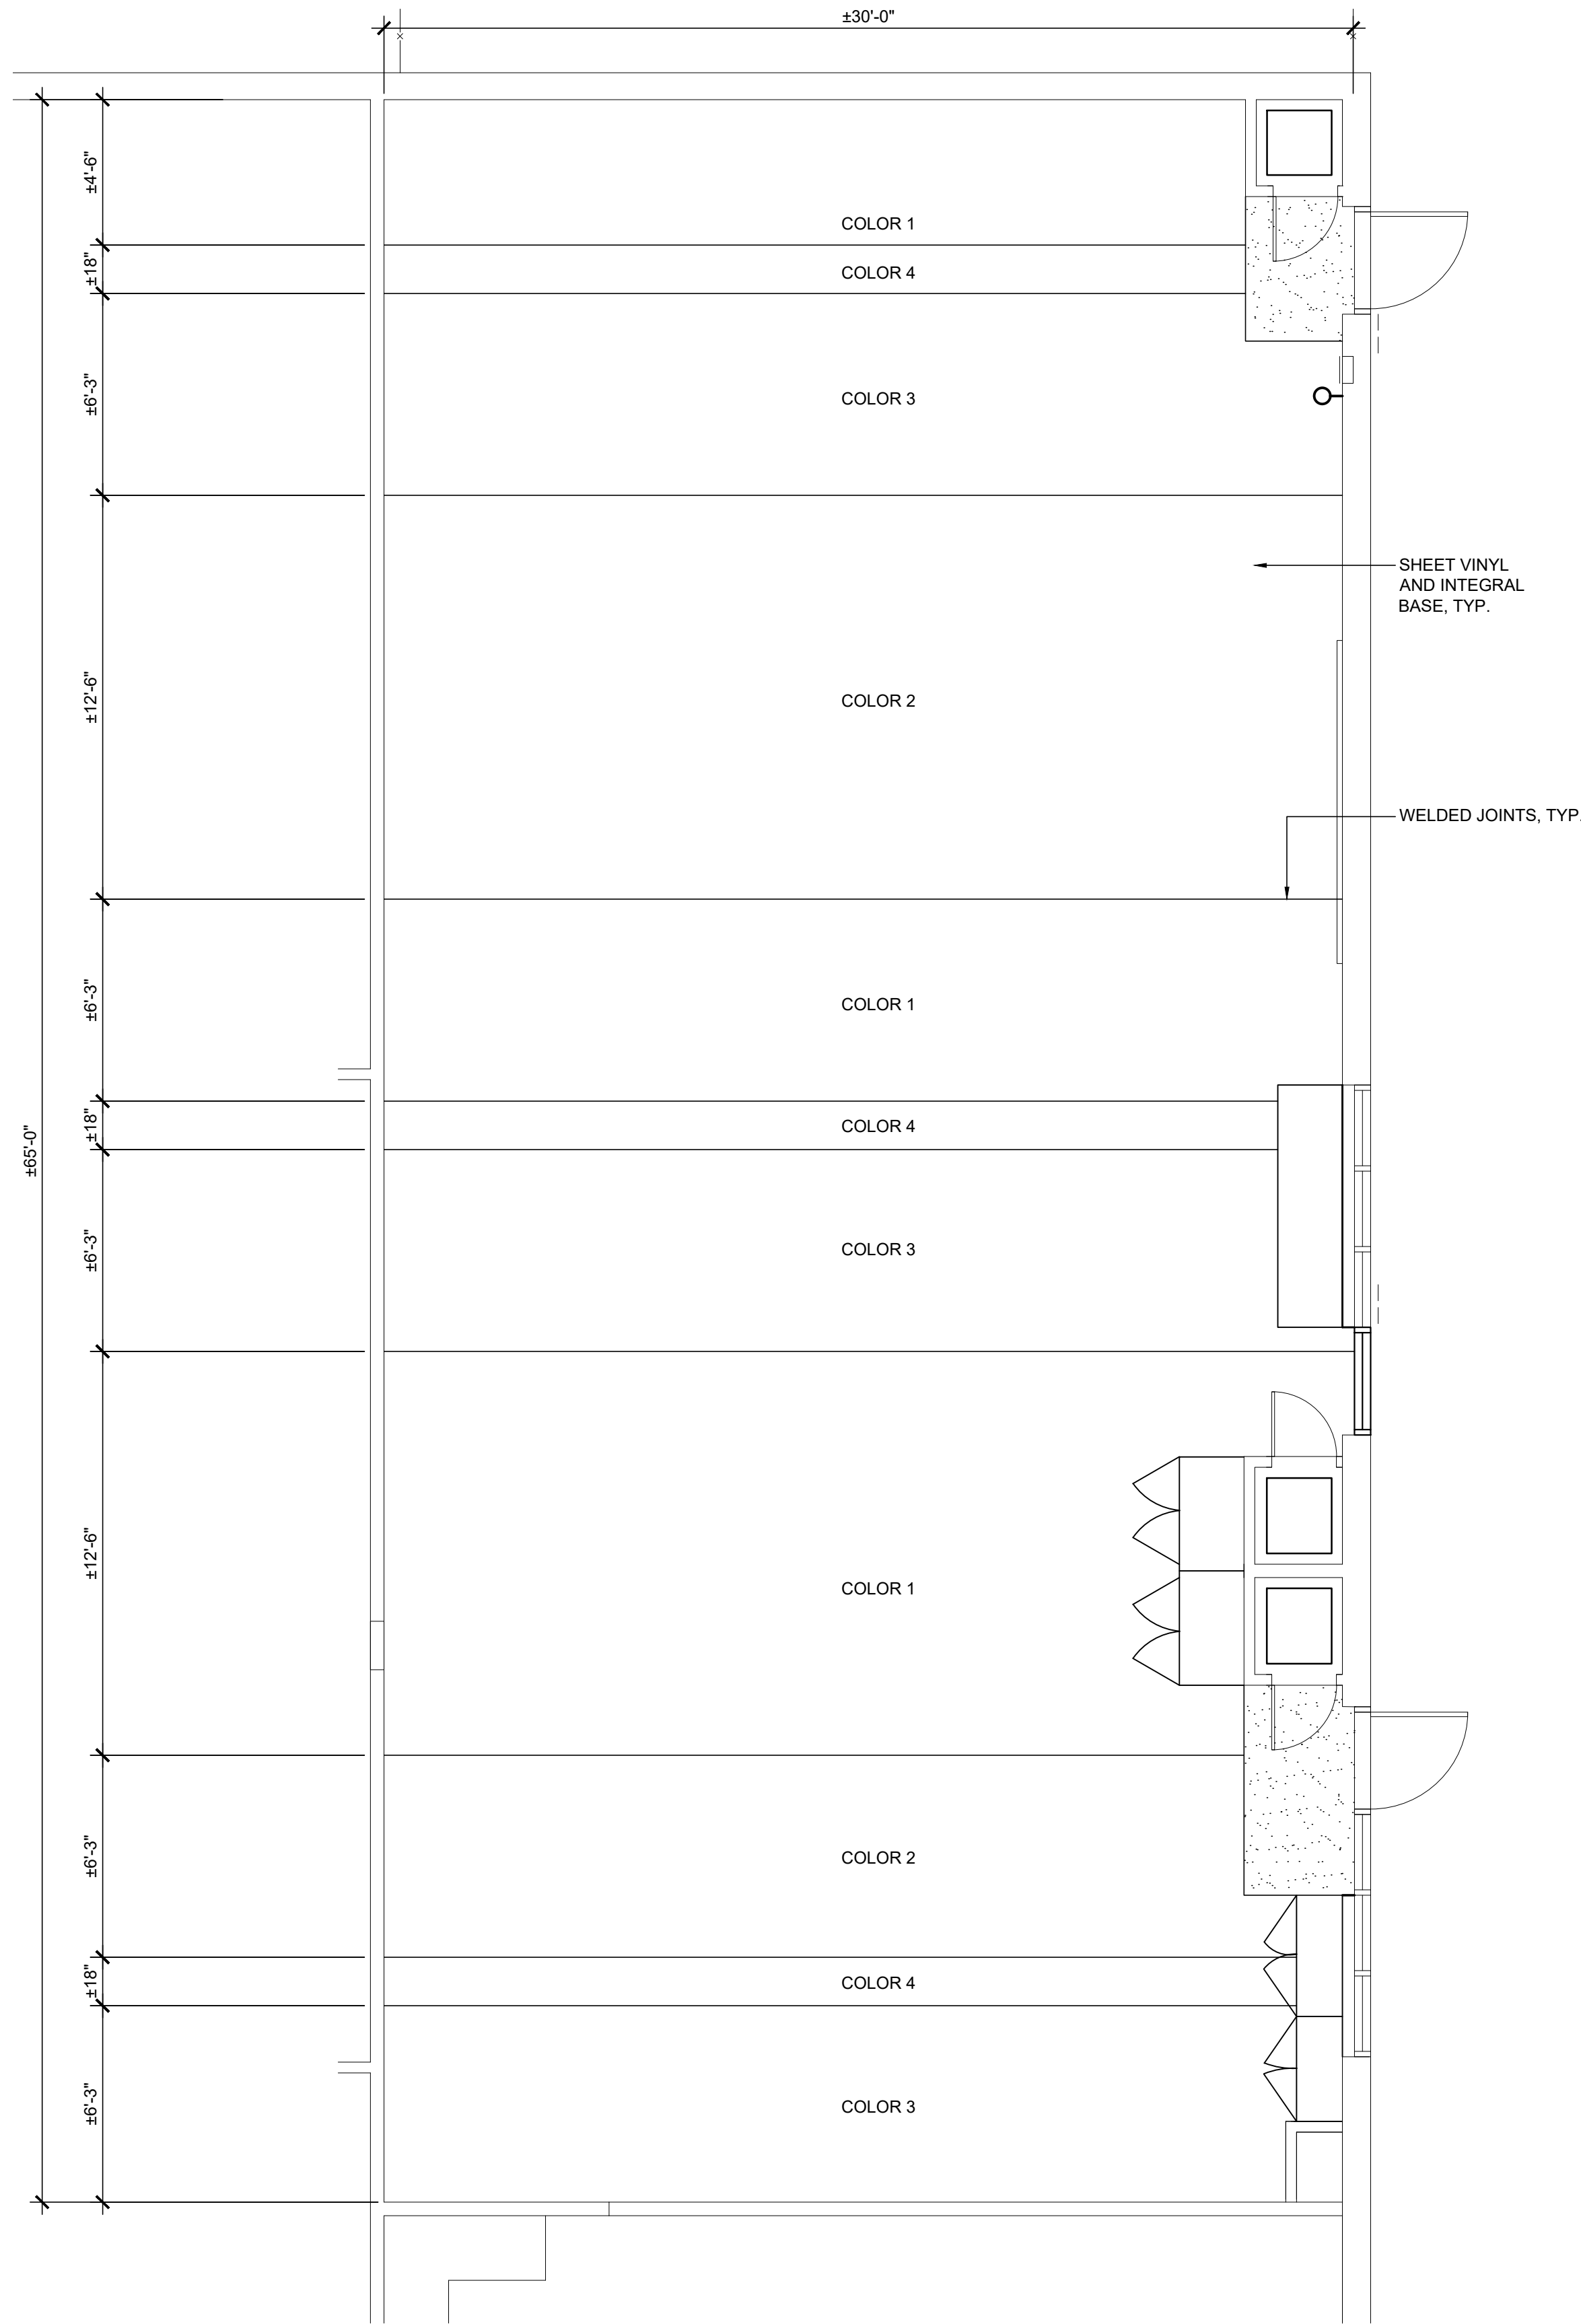 ±30'-0"
±4'-6"
COLOR 1
±18"
COLOR 4
±6'-3"
COLOR 3
SHEET VINYL
AND INTEGRAL
BASE, TYP.
±12'-6"
COLOR 2
WELDED JOINTS, TYP.
±6'-3"
COLOR 1
±18"
COLOR 4
±65'-0"
±6'-3"
COLOR 3
±12'-6"
COLOR 1
±6'-3"
COLOR 2
±18"
COLOR 4
±6'-3"
COLOR 3